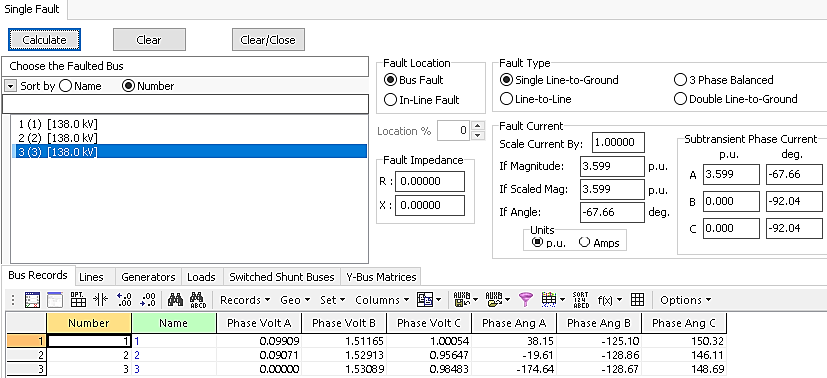 Single Fault
Calculate Clear Clear/Close
Choose the Faulted Bus
Sort by Name Number
1 (1) [138.0 kV]
2 (2) [138.0 kV]
3 (3) [138.0 kV]
Fault Location
Bus Fault
In-Line Fault
Location % 0
Fault Impedance
R : 0.00000
X : 0.00000
Fault Type
Single Line-to-Ground 3 Phase Balanced
Line-to-Line Double Line-to-Ground
Fault Current
Scale Current By: 1.00000
If Magnitude: 3.599 p.u.
If Scaled Mag: 3.599 p.u.
If Angle: -67.66 deg.
Units
p.u. Amps
Subtransient Phase Current
p.u. deg.
A 3.599 -67.66
B 0.000 -92.04
C 0.000 -92.04
Bus Records Lines Generators Loads Switched Shunt Buses Y-Bus Matrices
Records Geo Set Columns f(x) Options
Number Name Phase Volt A Phase Volt B Phase Volt C Phase Ang A Phase Ang B Phase Ang C
1 1 1 0.09909 1.51165 1.00054 38.15 -125.10 150.32
2 2 2 0.09071 1.52913 0.95647 -19.61 -128.86 146.11
3 3 3 0.00000 1.53089 0.98483 -174.64 -128.67 148.69